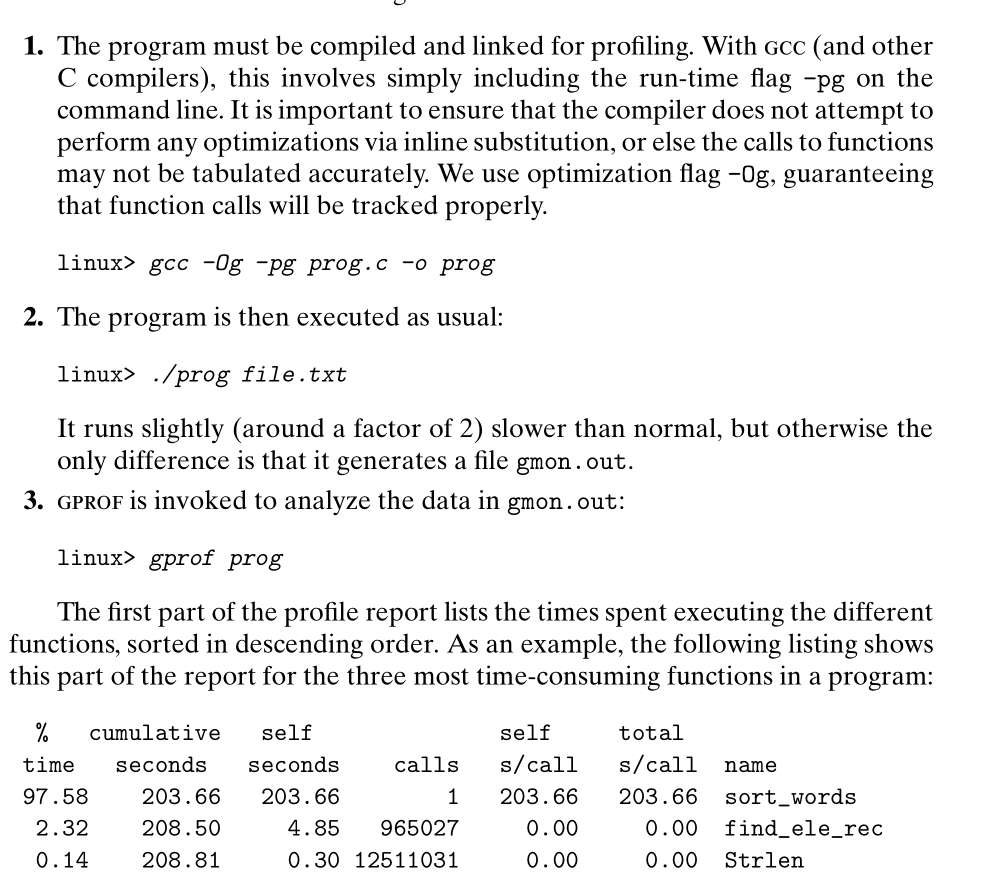 1. The program must be compiled and linked for profiling. With GCC (and other
C compilers), this involves simply including the run-time flag -pg on the
command line. It is important to ensure that the compiler does not attempt to
perform any optimizations via inline substitution, or else the calls to functions
may not be tabulated accurately. We use optimization flag -Og, guaranteeing
that function calls will be tracked properly.
linux> gcc -Og -pg prog.c -o prog
2. The program is then executed as usual:
linux> ./prog file.txt
It runs slightly (around a factor of 2) slower than normal, but otherwise the
only difference is that it generates a file gmon.out.
3. GPROF is invoked to analyze the data in gmon.out:
linux> gprof prog
The first part of the profile report lists the times spent executing the different
functions, sorted in descending order. As an example, the following listing shows
this part of the report for the three most time-consuming functions in a program:
% cumulative self self total
time seconds seconds calls s/call s/call name
97.58 203.66 203.66 1 203.66 203.66 sort_words
2.32 208.50 4.85 965027 0.00 0.00 find_ele_rec
0.14 208.81 0.30 12511031 0.00 0.00 Strlen